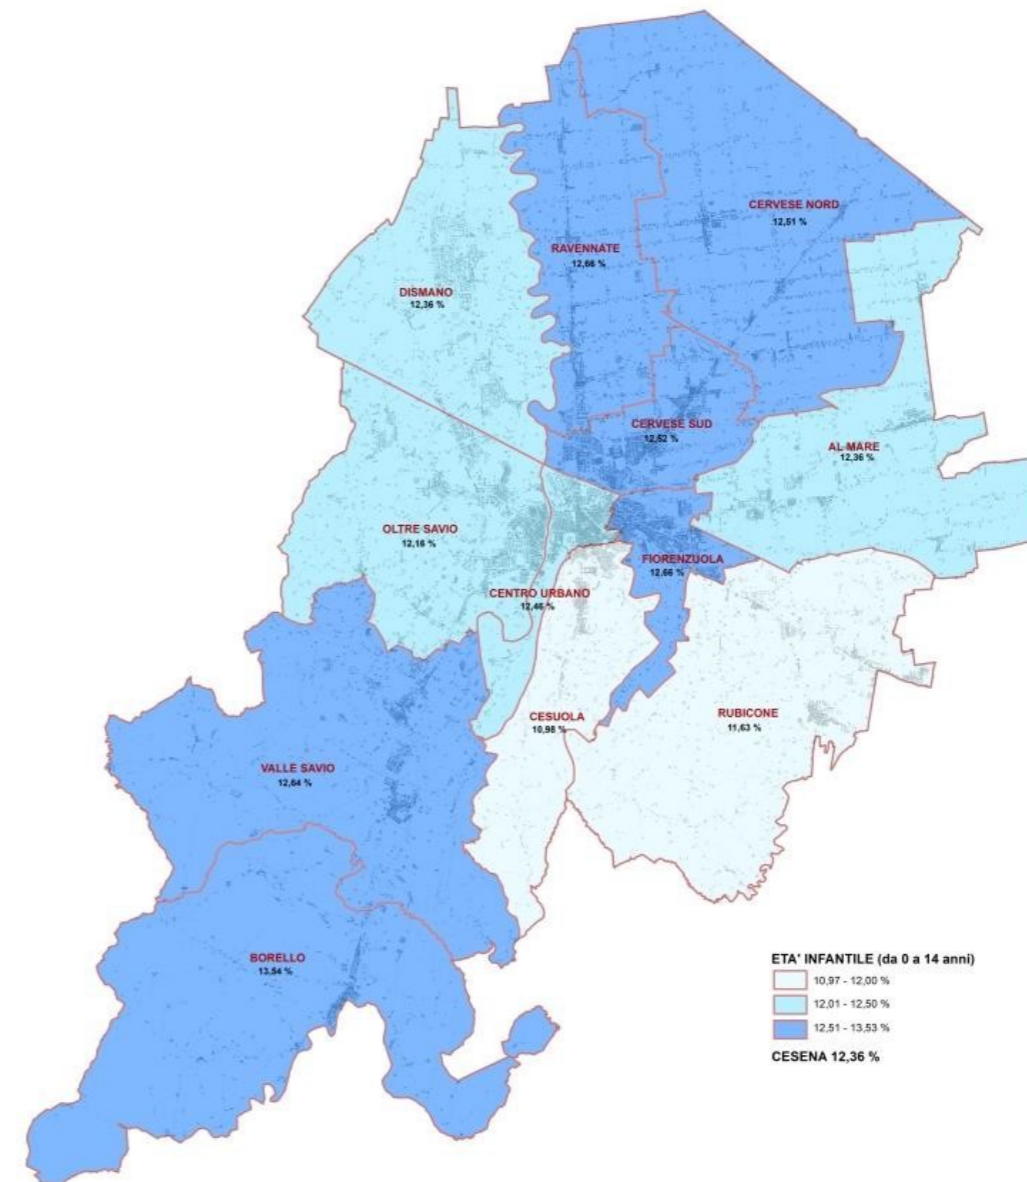 CERVESE NORD
12,51 %
RAVENNATE
12,66 %
DISMANO
12,36 %
CERVESE SUD
12,52 %
AL MARE
12,36 %
OLTRE SAVIO
12,16 %
FIORENZUOLA
12,66 %
CENTRO URBANO
12,46 %
CESUOLA
10,98 %
RUBICONE
11,63 %
VALLE SAVIO
12,64 %
BORELLO
13,54 %
ETA' INFANTILE (da 0 a 14 anni)
10,97 - 12,00 %
12,01 - 12,50 %
12,51 - 13,53 %
CESENA 12,36 %